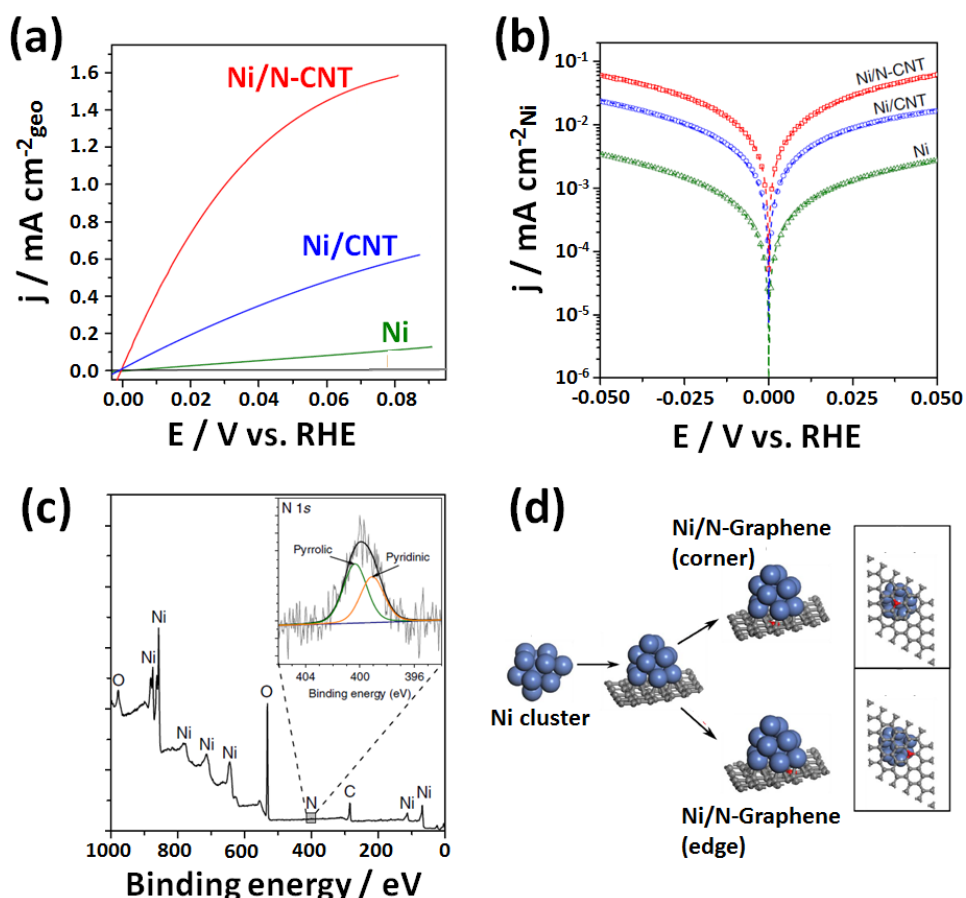 (a)
Ni/N-CNT
Ni/CNT
Ni
1.6
1.4
1.2
1.0
0.8
0.6
0.4
0.2
0.0
0.00 0.02 0.04 0.06 0.08
j / mA cm-2geo
E / V vs. RHE
(b)
10-1
10-2
10-3
10-4
10-5
10-6
Ni/N-CNT
Ni/CNT
Ni
-0.050 -0.025 0.000 0.025 0.050
j / mA cm-2Ni
E / V vs. RHE
(c)
N 1s
Pyrrolic
Pyridinic
404 400 396
Binding energy (eV)
O
Ni
Ni
Ni
Ni
Ni
O
N
C
Ni
Ni
1000 800 600 400 200 0
Binding energy / eV
(d)
Ni/N-Graphene
(corner)
Ni cluster
Ni/N-Graphene
(edge)